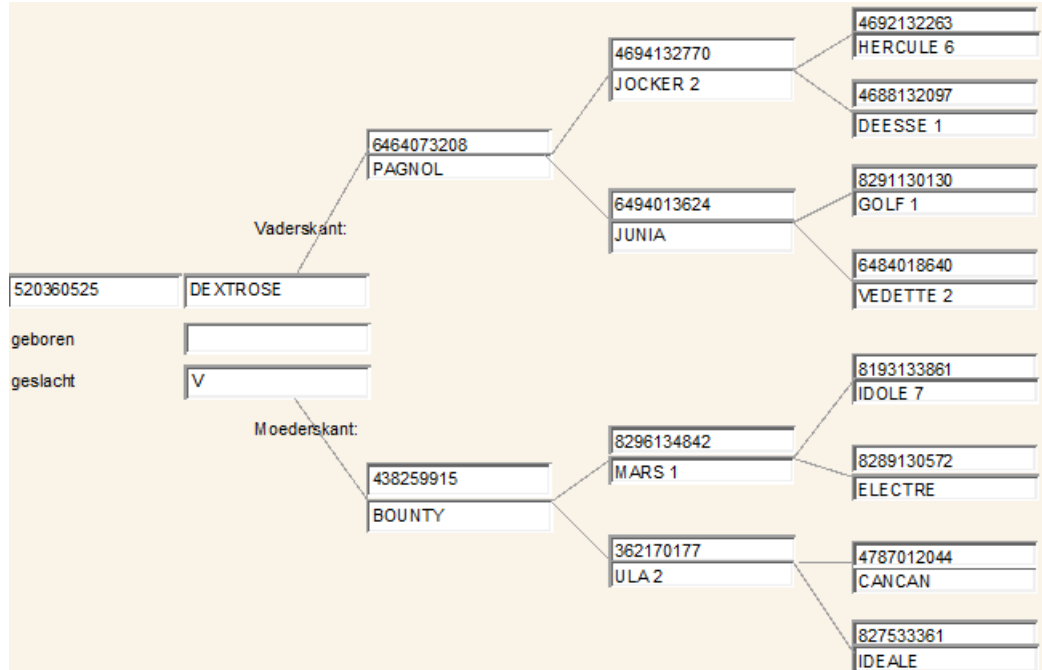 4692132263
HERCULE 6
4694132770
JOCKER 2
4688132097
DEESSE 1
6464073208
PAGNOL
8291130130
GOLF 1
6494013624
JUNIA
Vaderskant:
6484018640
VEDETTE 2
520360525 DEXTROSE
geboren
geslacht V
8193133861
IDOLE 7
Moederskant:
8296134842
MARS 1
8289130572
ELECTRE
438259915
BOUNTY
362170177
ULA 2
4787012044
CANCAN
827533361
IDEALE